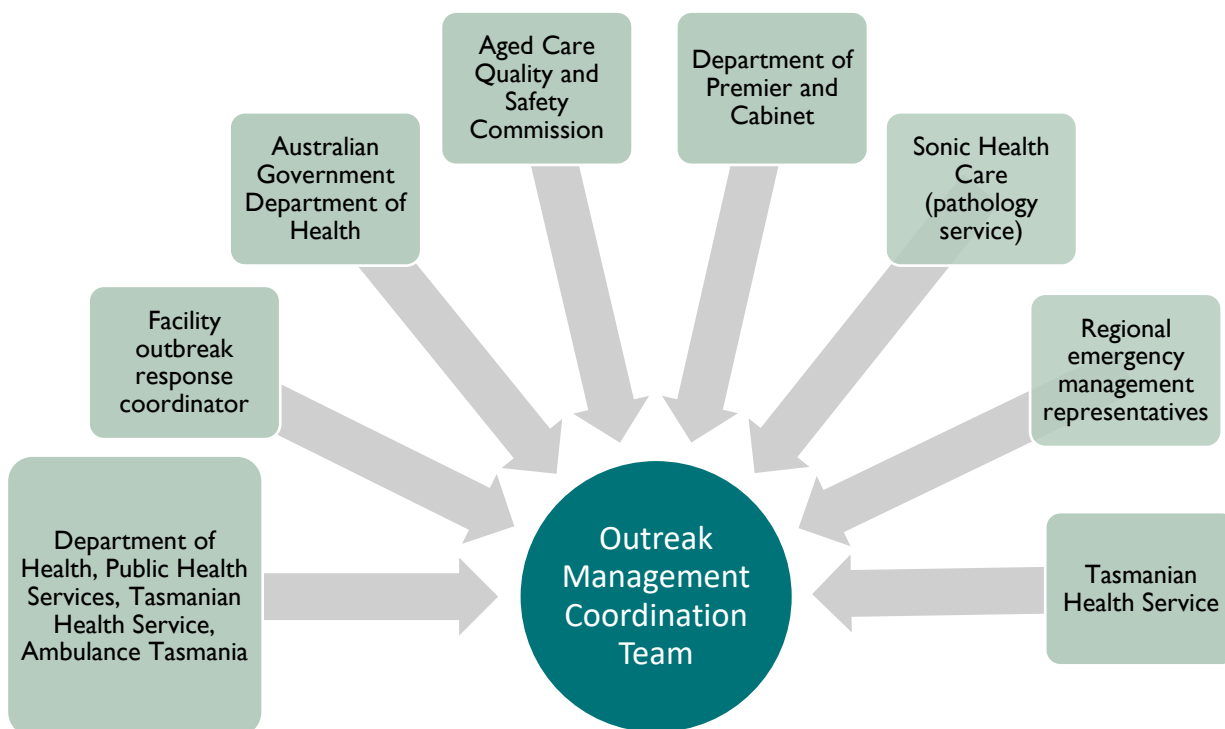 Aged Care
Quality and
Safety
Commission
Department of
Premier and
Cabinet
Australian
Government
Department of
Health
Sonic Health
Care
(pathology
service)
Facility
outbreak
response
coordinator
Regional
emergency
management
representatives
Department of
Health, Public Health
Services, Tasmanian
Health Service,
Ambulance Tasmania
Outreak
Management
Coordination
Team
Tasmanian
Health Service